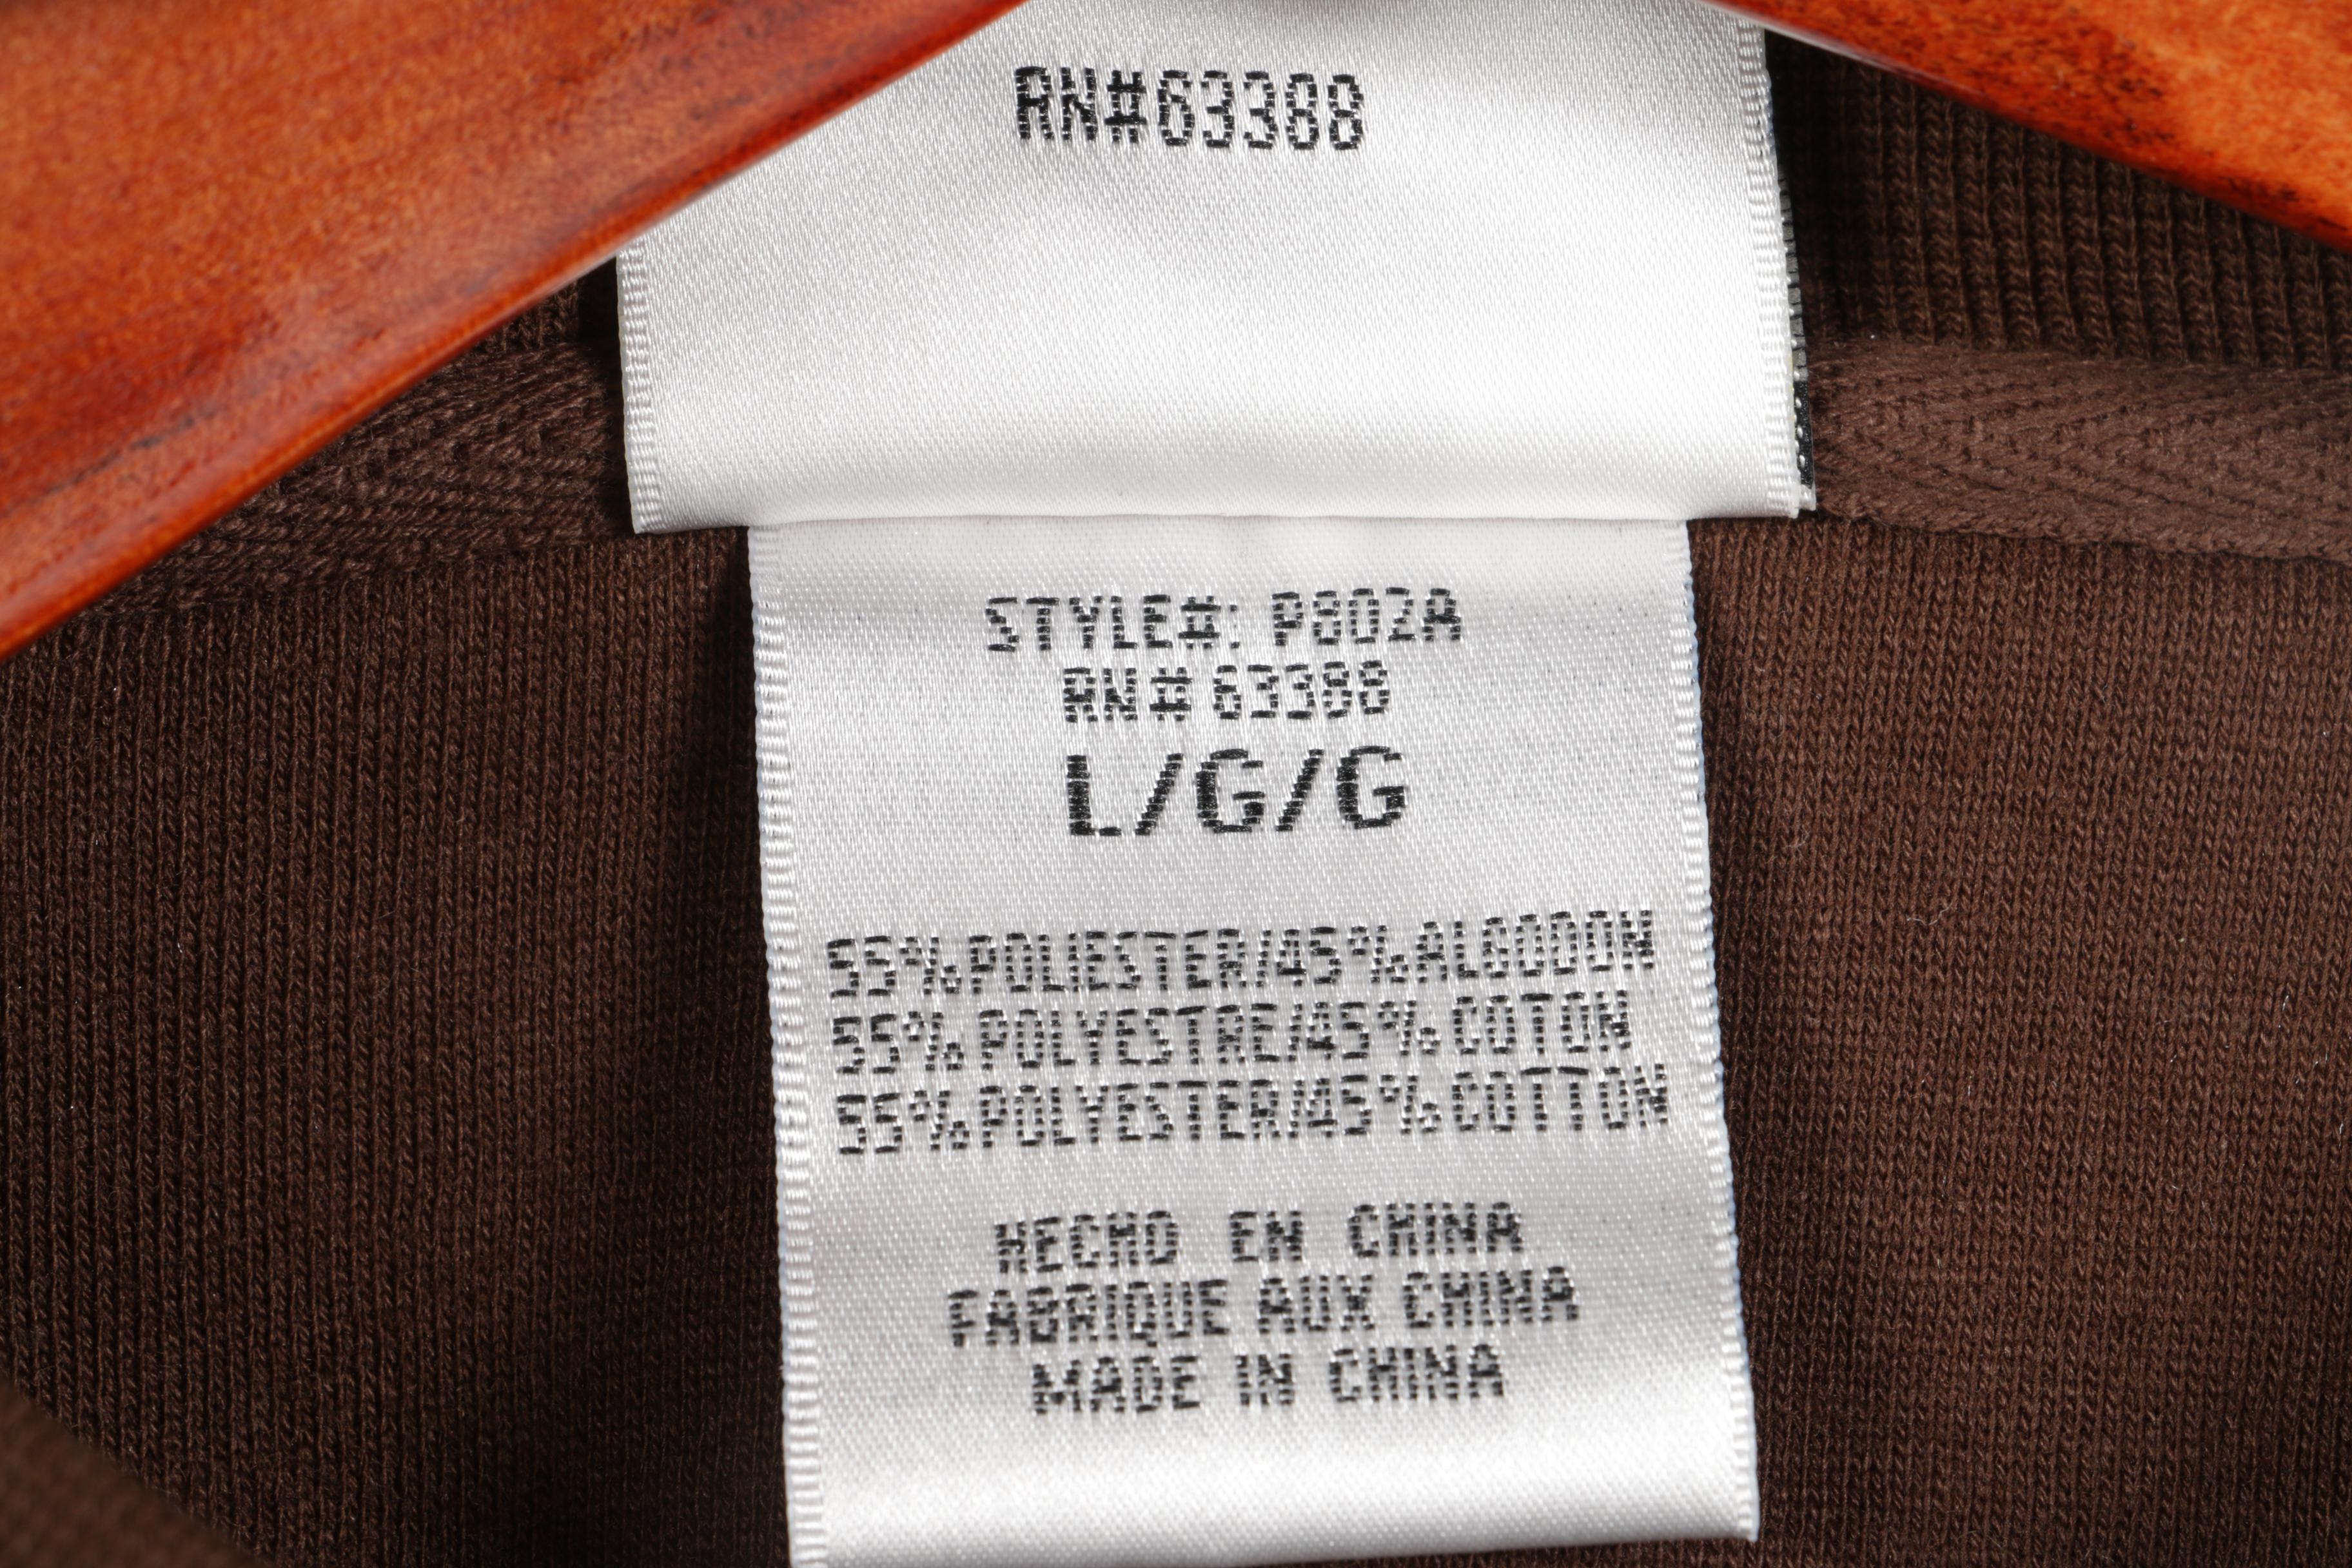 RN#63388
STYLE#: P802A
RN# 63388
L/G/G
55%POLIESTER/45%ALGODON
55%POLYESTRE/45%COTON
55%POLYESTER/45%COTTON
HECHO EN CHINA
FABRIQUE AUX CHINA
MADE IN CHINA